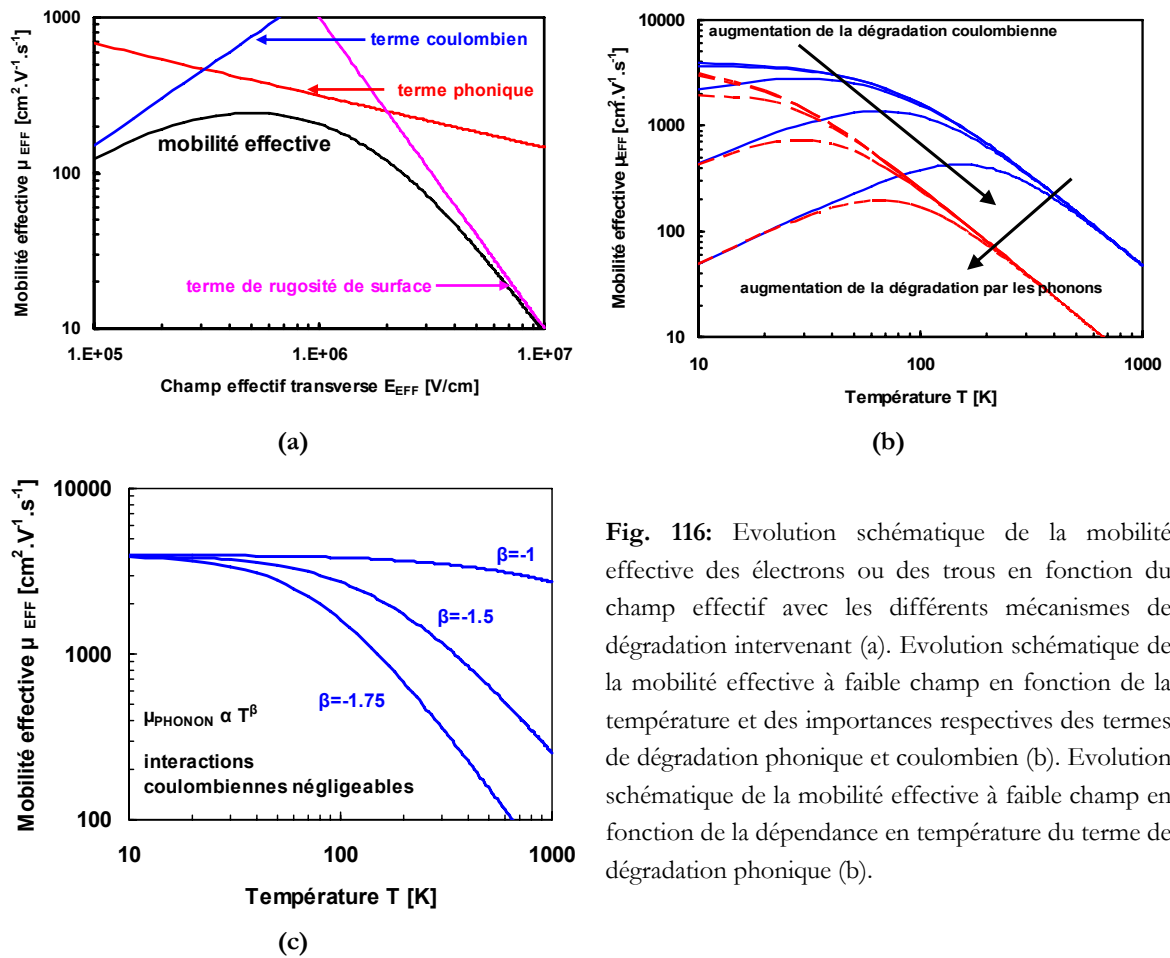 1000
100
10
1.E+05
1.E+06
1.E+07
Mobilité effective µ EFF [cm².V-1.s-1]
Champ effectif transverse EEFF [V/cm]
terme coulombien
terme phonique
mobilité effective
terme de rugosité de surface
(a)
10000
1000
100
10
10
100
1000
Mobilité effective µEFF [cm².V1.s-1]
Température T [K]
augmentation de la dégradation coulombienne
augmentation de la dégradation par les phonons
(b)
10000
1000
100
10
100
1000
Mobilité effective µ EFF [cm².V-1.s-1]
Température T [K]
β=-1
β=-1.5
β=-1.75
µPHONON α Tβ
interactions
coulombiennes négligeables
(c)
Fig. 116: Evolution schématique de la mobilité
effective des électrons ou des trous en fonction du
champ effectif avec les différents mécanismes de
dégradation intervenant (a). Evolution schématique de
la mobilité effective à faible champ en fonction de la
température et des importances respectives des termes
de dégradation phonique et coulombien (b). Evolution
schématique de la mobilité effective à faible champ en
fonction de la dépendance en température du terme de
dégradation phonique (b).